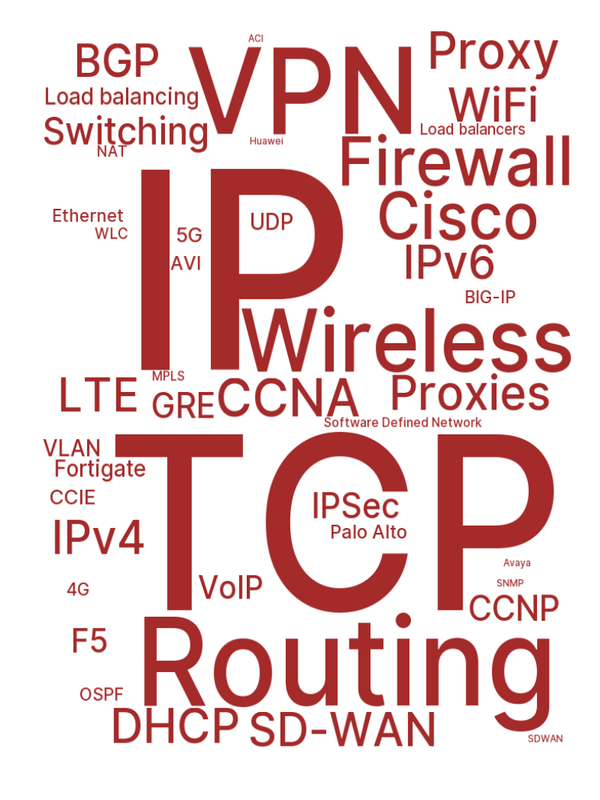 ACI
BGP
VPN
Proxy
Load balancing
WiFi
Switching
Load balancers
NAT
Huawei
Firewall
IP
Ethernet
UDP
Cisco
WLC
5G
AVI
IPv6
BIG-IP
Wireless
MPLS
LTE
GRE
CCNA
Proxies
Software Defined Network
TCP
VLAN
Fortigate
CCIE
IPSec
Palo Alto
IPv4
Avaya
4G
VoIP
SNMP
CCNP
F5
Routing
OSPF
DHCP
SD-WAN
SDWAN